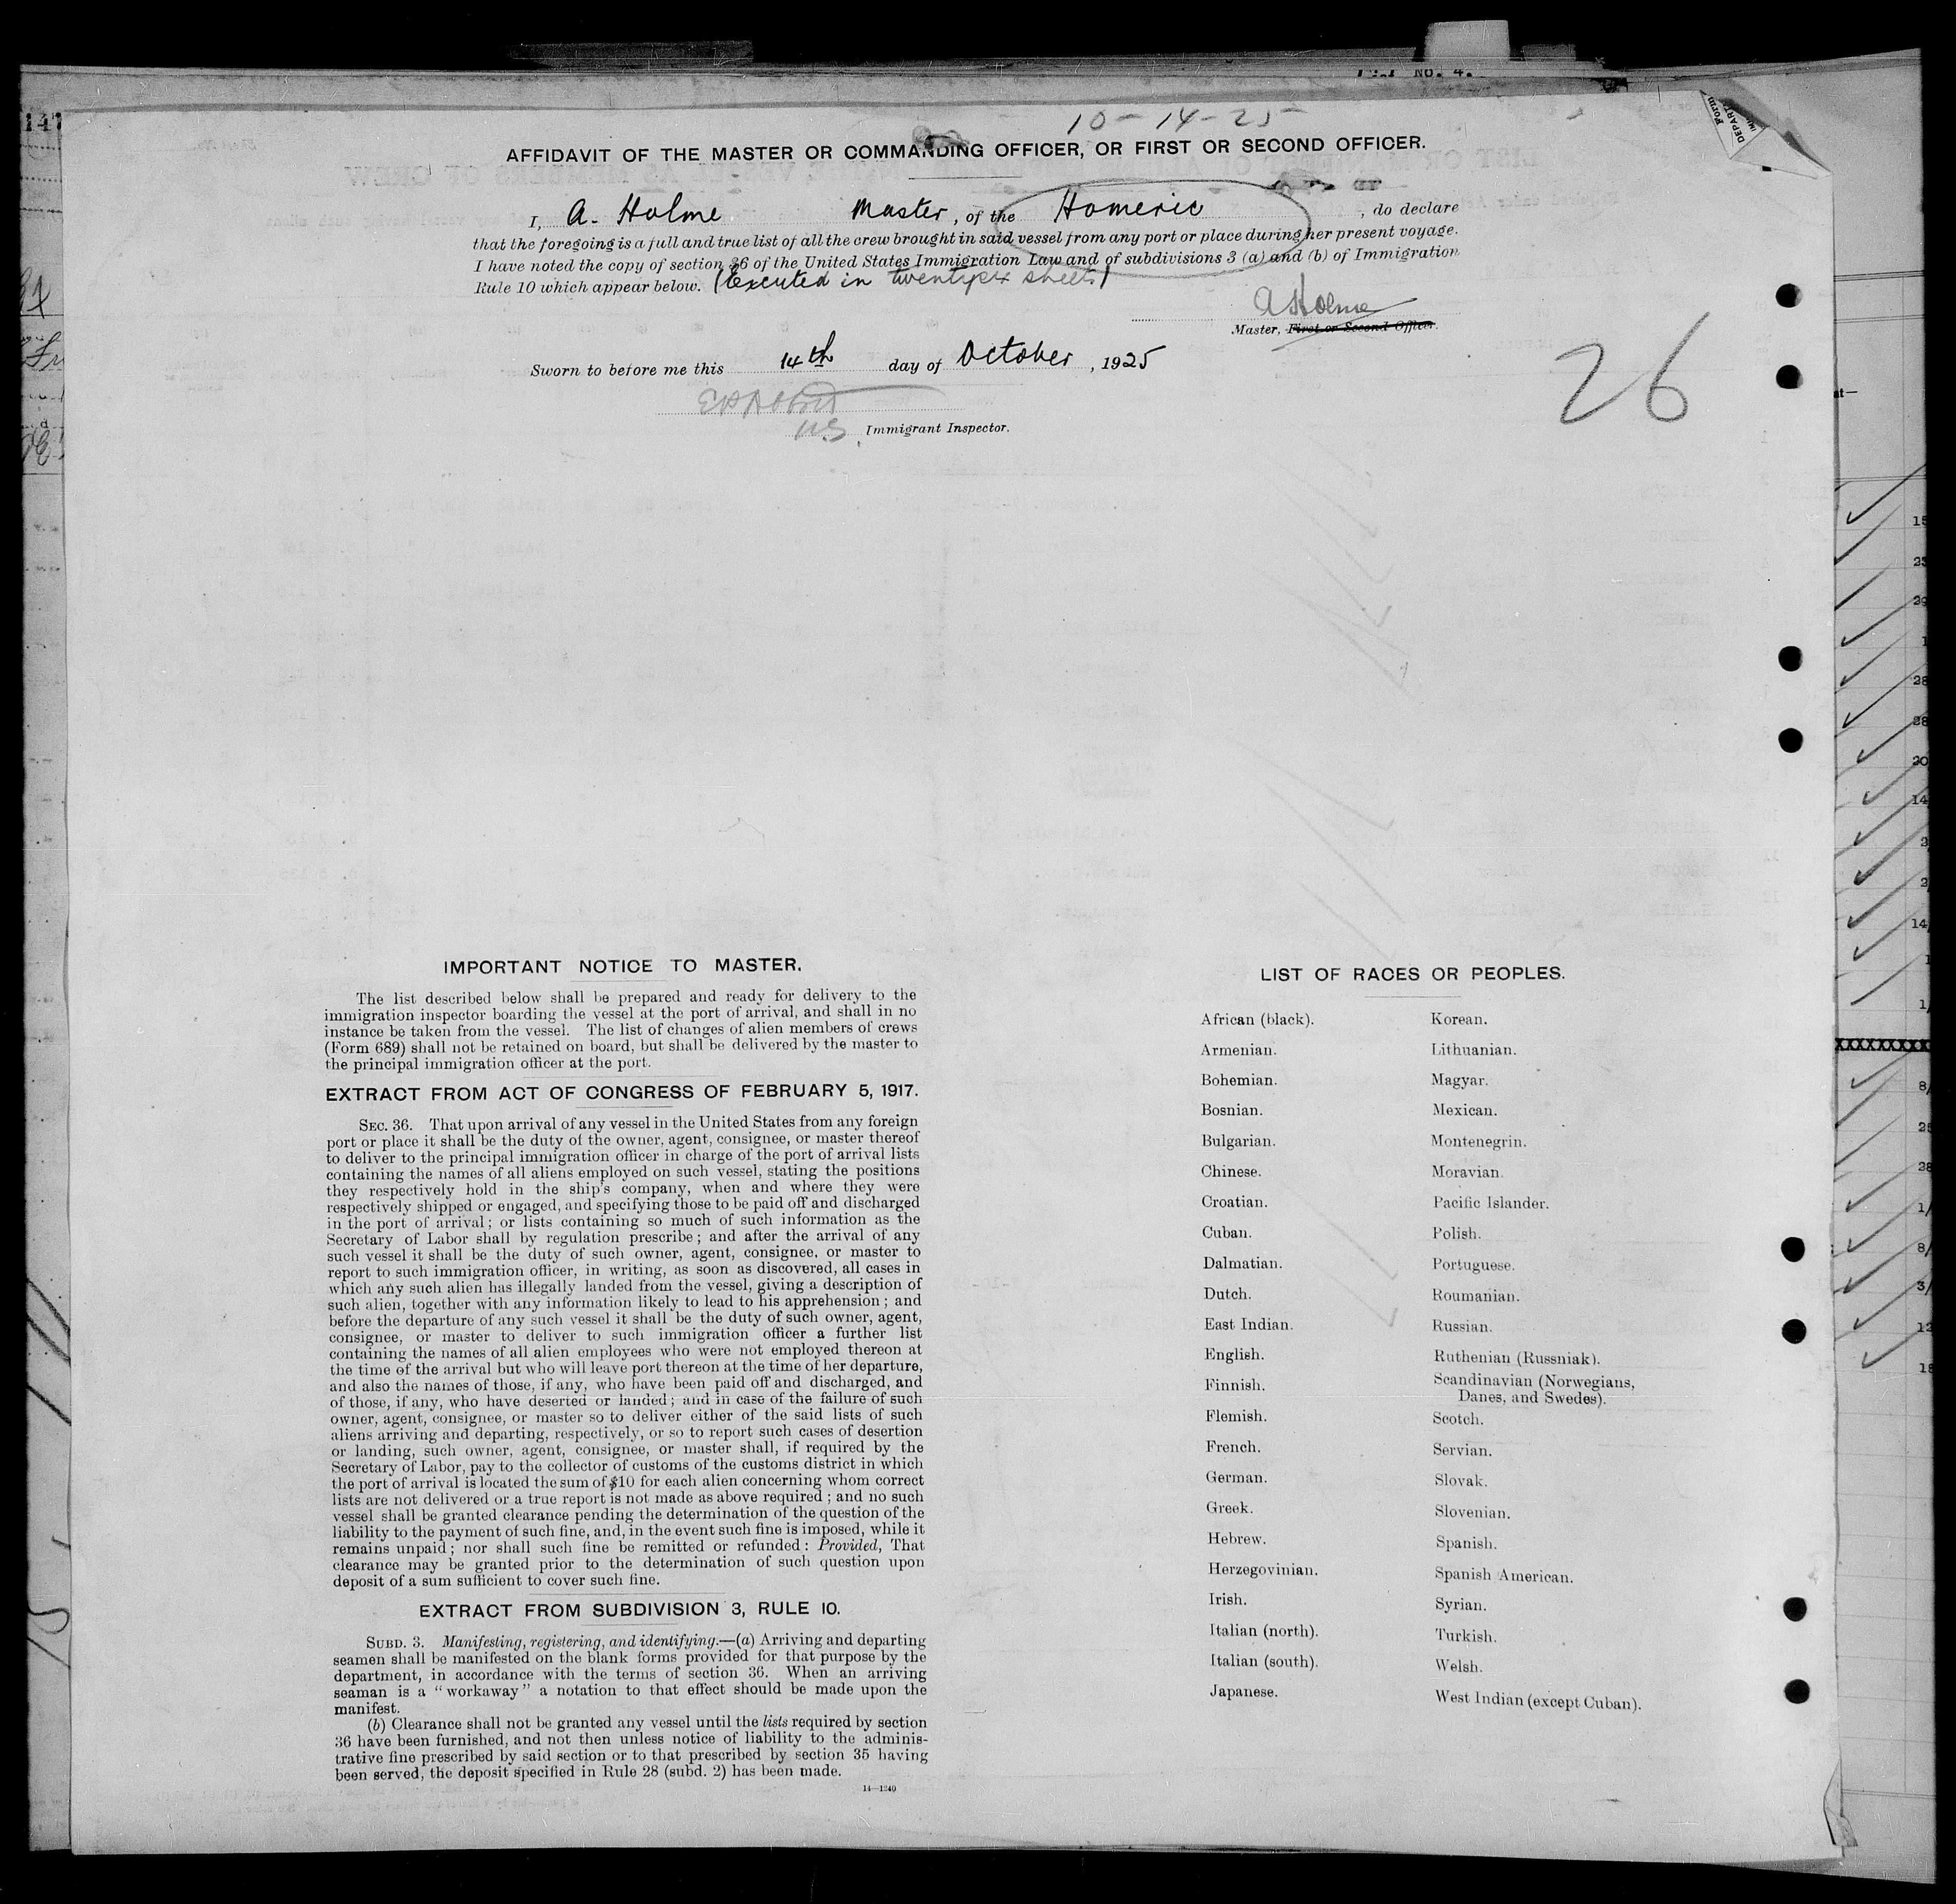 10-14-25
AFFIDAVIT OF THE MASTER OR COMMANDING OFFICER, OR FIRST OR SECOND OFFICER.
I, A. Holme Master, of the Homeric, do declare
that the foregoing is a full and true list of all the crew brought in said vessel from any port or place during her present voyage.
I have noted the copy of section 36 of the United States Immigration Law and of subdivisions 3 (a) and (b) of Immigration
Rule 10 which appear below. (Executed in sheets)
A Holme
Master, First or Second Officer.
Sworn to before me this 14th day of October, 1925
U.S. Immigrant Inspector.
26
IMPORTANT NOTICE TO MASTER.
The list described below shall be prepared and ready for delivery to the
immigration inspector boarding the vessel at the port of arrival, and shall in no
instance be taken from the vessel. The list of changes of alien members of crews
(Form 689) shall not be retained on board, but shall be delivered by the master to
the principal immigration officer at the port.
EXTRACT FROM ACT OF CONGRESS OF FEBRUARY 5, 1917.
SEC. 36. That upon arrival of any vessel in the United States from any foreign
port or place it shall be the duty of the owner, agent, consignee, or master thereof
to deliver to the principal immigration officer in charge of the port of arrival lists
containing the names of all aliens employed on such vessel, stating the positions
they respectively hold in the ship's company, when and where they were
respectively shipped or engaged, and specifying those to be paid off and discharged
in the port of arrival; or lists containing so much of such information as the
Secretary of Labor shall by regulation prescribe; and after the arrival of any
such vessel it shall be the duty of such owner, agent, consignee, or master to
report to such immigration officer, in writing, as soon as discovered, all cases in
which any such alien has illegally landed from the vessel, giving a description of
such alien, together with any information likely to lead to his apprehension; and
before the departure of any such vessel it shall be the duty of such owner, agent,
consignee, or master to deliver to such immigration officer a further list
containing the names of all alien employees who were not employed thereon at
the time of the arrival but who will leave port thereon at the time of her departure,
and also the names of those, if any, who have been paid off and discharged, and
of those, if any, who have deserted or landed; and in case of the failure of such
owner, agent, consignee, or master so to deliver either of the said lists of such
aliens arriving and departing, respectively, or so to report such cases of desertion
or landing, such owner, agent, consignee, or master shall, if required by the
Secretary of Labor, pay to the collector of customs of the customs district in which
the port of arrival is located the sum of $10 for each alien concerning whom correct
lists are not delivered or a true report is not made as above required; and no such
vessel shall be granted clearance pending the determination of the question of the
liability to the payment of such fine, and, in the event such fine is imposed, while it
remains unpaid; nor shall such fine be remitted or refunded: Provided, That
clearance may be granted prior to the determination of such question upon
deposit of a sum sufficient to cover such fine.
EXTRACT FROM SUBDIVISION 3, RULE 10.
SUBD. 3. Manifesting, registering, and identifying.—(a) Arriving and departing
seamen shall be manifested on the blank forms provided for that purpose by the
department, in accordance with the terms of section 36. When an arriving
seaman is a "workaway" a notation to that effect should be made upon the
manifest.
(b) Clearance shall not be granted any vessel until the lists required by section
36 have been furnished, and not then unless notice of liability to the adminis-
trative fine prescribed by said section or to that prescribed by section 35 having
been served, the deposit specified in Rule 28 (subd. 2) has been made.
14—1240
LIST OF RACES OR PEOPLES.
African (black).
Armenian.
Bohemian.
Bosnian.
Bulgarian.
Chinese.
Croatian.
Cuban.
Dalmatian.
Dutch.
East Indian.
English.
Finnish.
Flemish.
French.
German.
Greek.
Hebrew.
Herzegovinian.
Irish.
Italian (north).
Italian (south).
Japanese.
Korean.
Lithuanian.
Magyar.
Mexican.
Montenegrin.
Moravian.
Pacific Islander.
Polish.
Portuguese.
Roumanian.
Russian.
Ruthenian (Russniak).
Scandinavian (Norwegians,
Danes, and Swedes).
Scotch.
Servian.
Slovak.
Slovenian.
Spanish.
Spanish American.
Syrian.
Turkish.
Welsh.
West Indian (except Cuban).